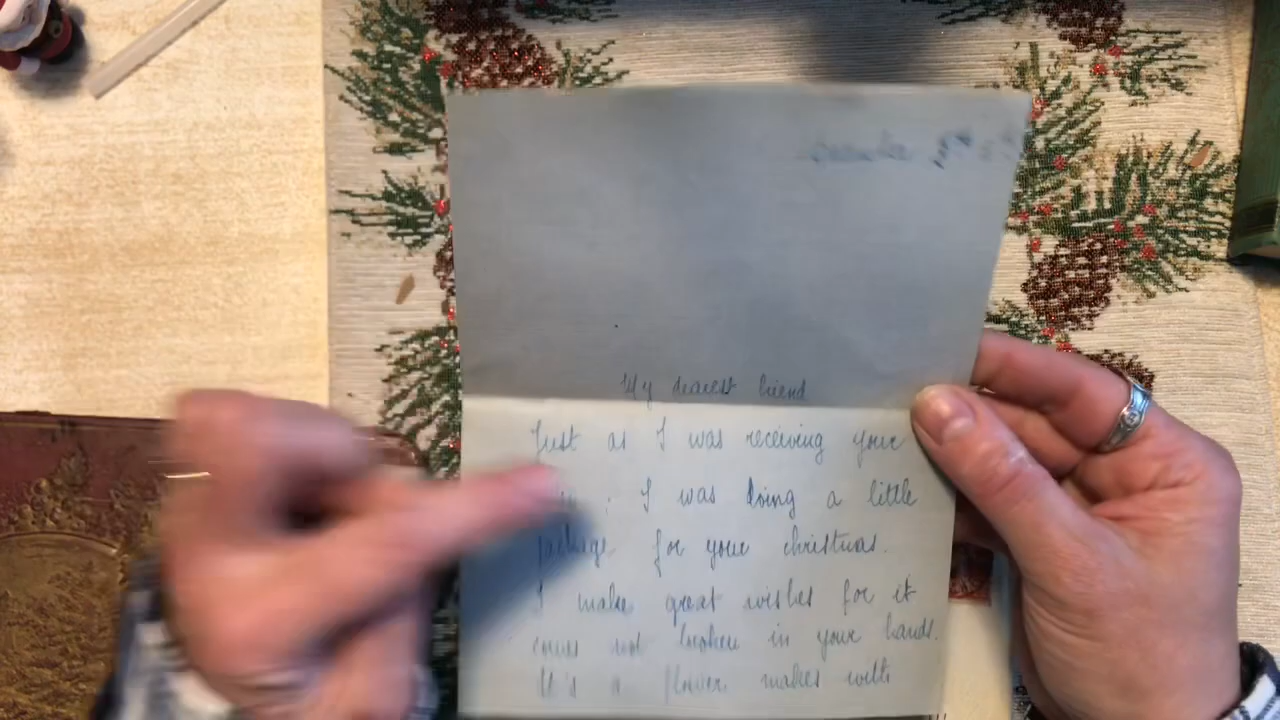 My dearest friend
Just as I was receiving your
I was doing a little
package for your christmas.
I make great wishes for it
comes not broken in your hands.
It's a flower makes with